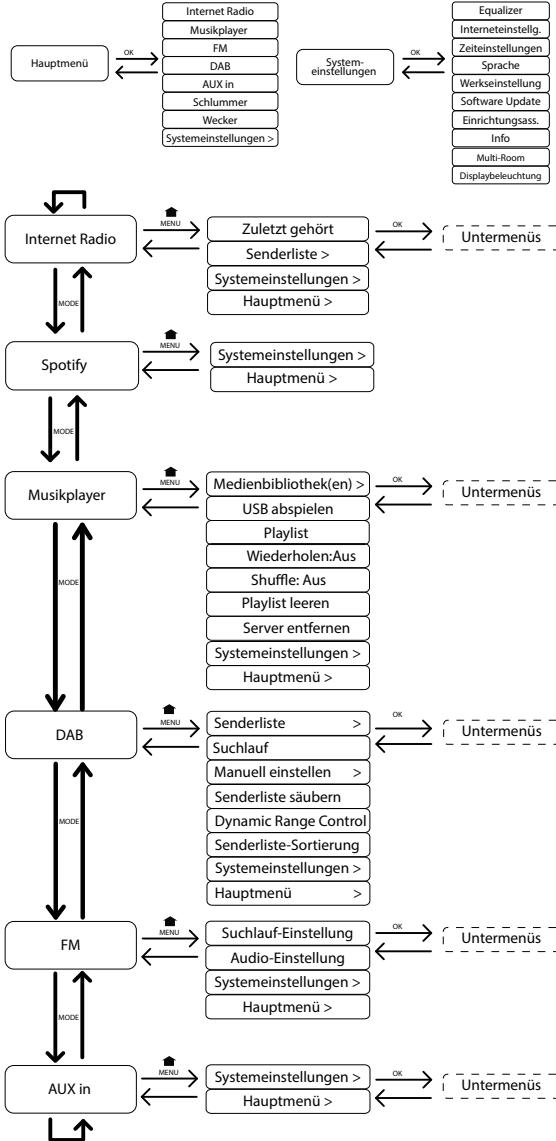 Hauptmenü
OK
Internet Radio
Musikplayer
FM
DAB
AUX in
Schlummer
Wecker
Systemeinstellungen >
System-
einstellungen
OK
Equalizer
Interneteinstellg.
Zeiteinstellungen
Sprache
Werkseinstellung
Software Update
Einrichtungsass.
Info
Multi-Room
Displaybeleuchtung
Internet Radio
MENU
Zuletzt gehört
Senderliste >
Systemeinstellungen >
Hauptmenü >
OK
Untermenüs
MODE
Spotify
MENU
Systemeinstellungen >
Hauptmenü >
MODE
Musikplayer
MENU
Medienbibliothek(en) >
USB abspielen
Playlist
Wiederholen:Aus
Shuffle: Aus
Playlist leeren
Server entfernen
Systemeinstellungen >
Hauptmenü >
OK
Untermenüs
MODE
DAB
MENU
Senderliste >
Suchlauf
Manuell einstellen >
Senderliste säubern
Dynamic Range Control
Senderliste-Sortierung
Systemeinstellungen >
Hauptmenü >
OK
Untermenüs
MODE
FM
MENU
Suchlauf-Einstellung
Audio-Einstellung
Systemeinstellungen >
Hauptmenü >
OK
Untermenüs
MODE
AUX in
MENU
Systemeinstellungen >
Hauptmenü >
OK
Untermenüs